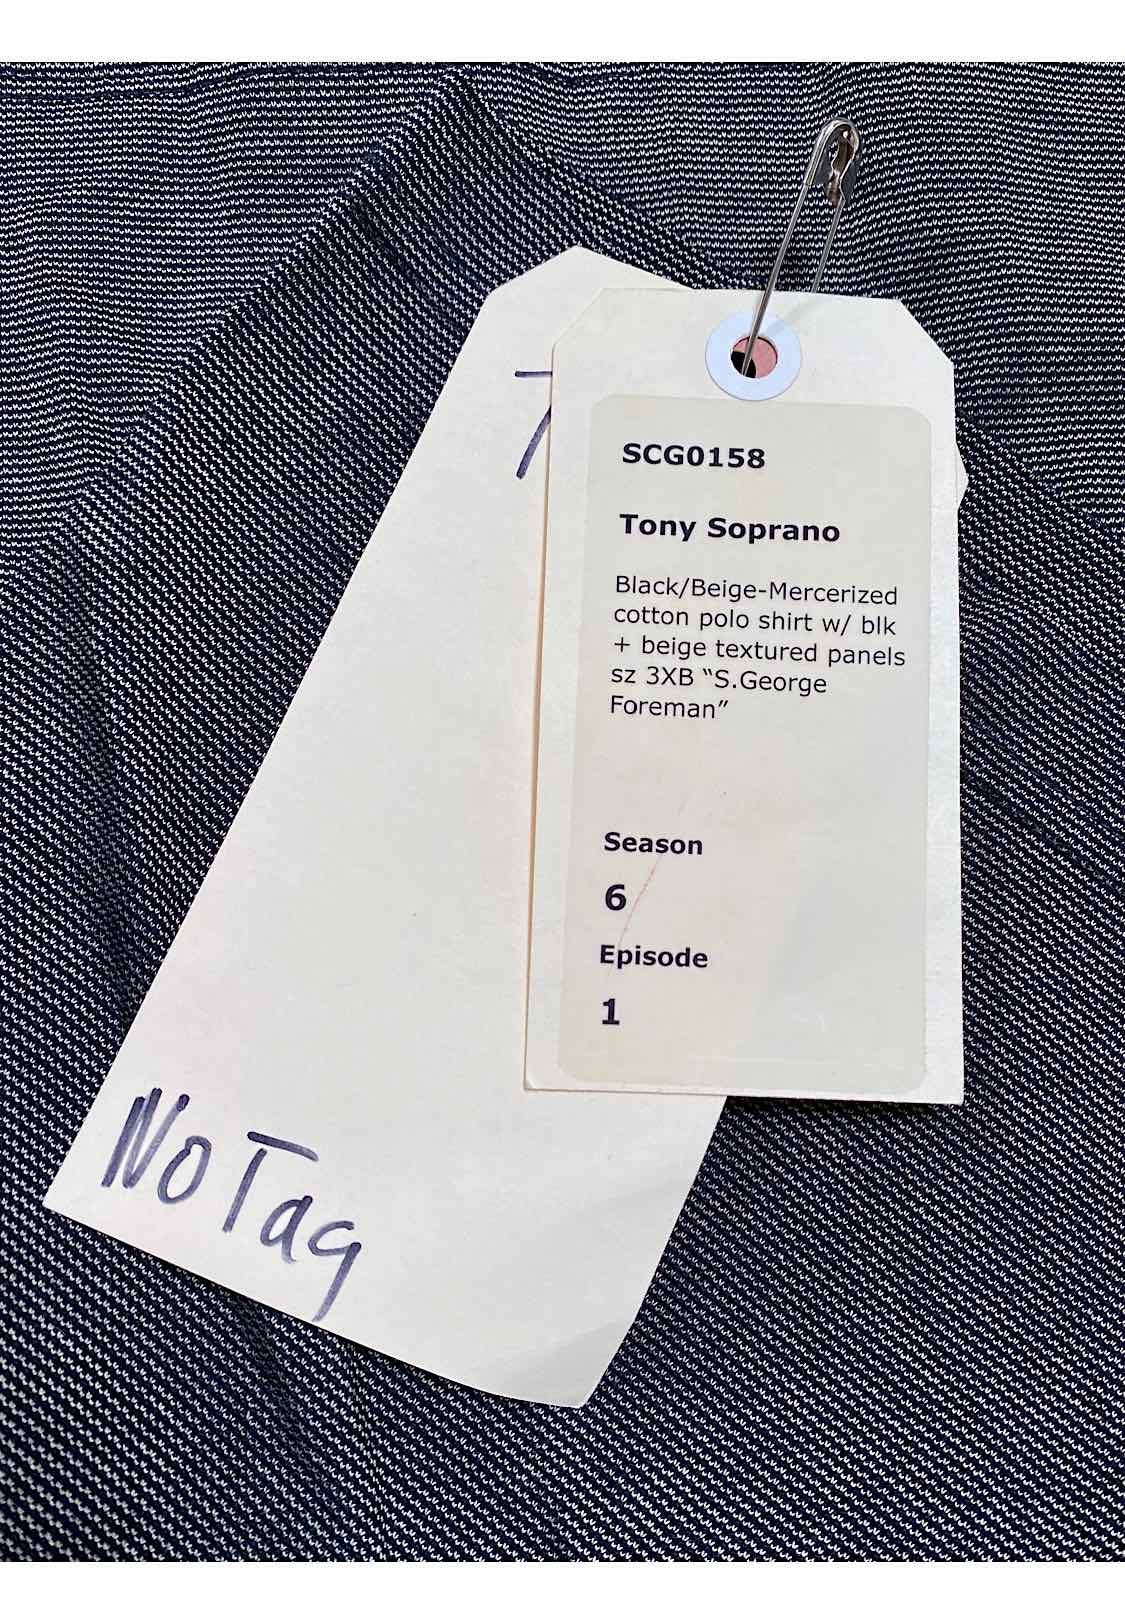 SCG0158
Tony Soprano
Black/Beige-Mercerized
cotton polo shirt w/ blk
+ beige textured panels
sz 3XB “S.George
Foreman”
Season
6
Episode
1
No Tag